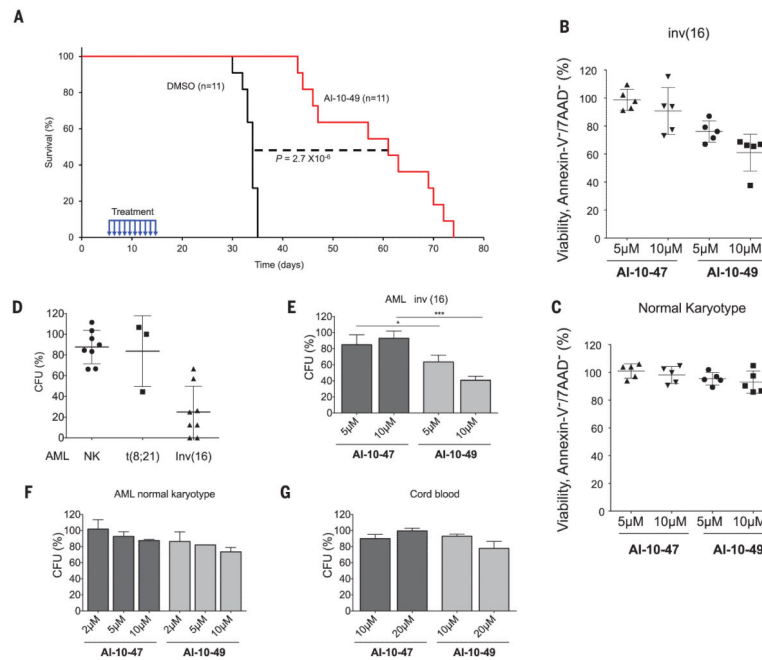 A
Survival (%)
100
80
60
40
20
0
DMSO (n=11)
AI-10-49 (n=11)
P = 2.7 X10-6
Treatment
0 10 20 30 40 50 60 70 80
Time (days)
B
inv(16)
Viability, Annexin-V-/7AAD- (%)
120
100
80
60
40
20
0
5µM 10µM 5µM 10µM
AI-10-47 AI-10-49
C
Normal Karyotype
Viability, Annexin-V-/7AAD- (%)
120
100
80
60
40
20
0
5µM 10µM 5µM 10µM
AI-10-47 AI-10-49
D
CFU (%)
120
100
80
60
40
20
0
AML NK t(8;21) Inv(16)
E
AML inv (16)
CFU (%)
120
100
80
60
40
20
0
* ***
5µM 10µM 5µM 10µM
AI-10-47 AI-10-49
F
AML normal karyotype
CFU (%)
120
100
80
60
40
20
0
2µM 5µM 10µM 2µM 5µM 10µM
AI-10-47 AI-10-49
G
Cord blood
CFU (%)
120
100
80
60
40
20
0
10µM 20µM 10µM 20µM
AI-10-47 AI-10-49